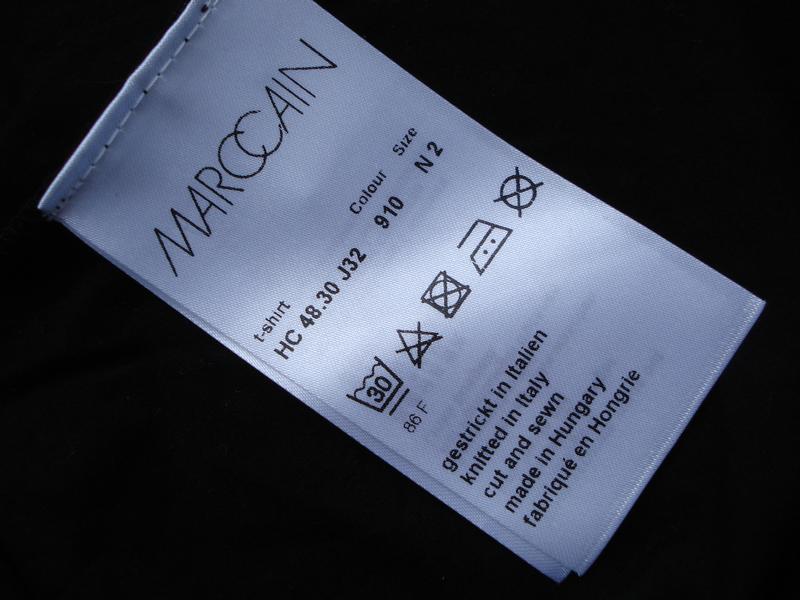 MAROCCAIN
t-shirt Colour Size
HC 48.30 J32 910 N 2
30
86 F
gestrickt in Italien
knitted in Italy
cut and sewn
made in Hungary
fabriqué en Hongrie